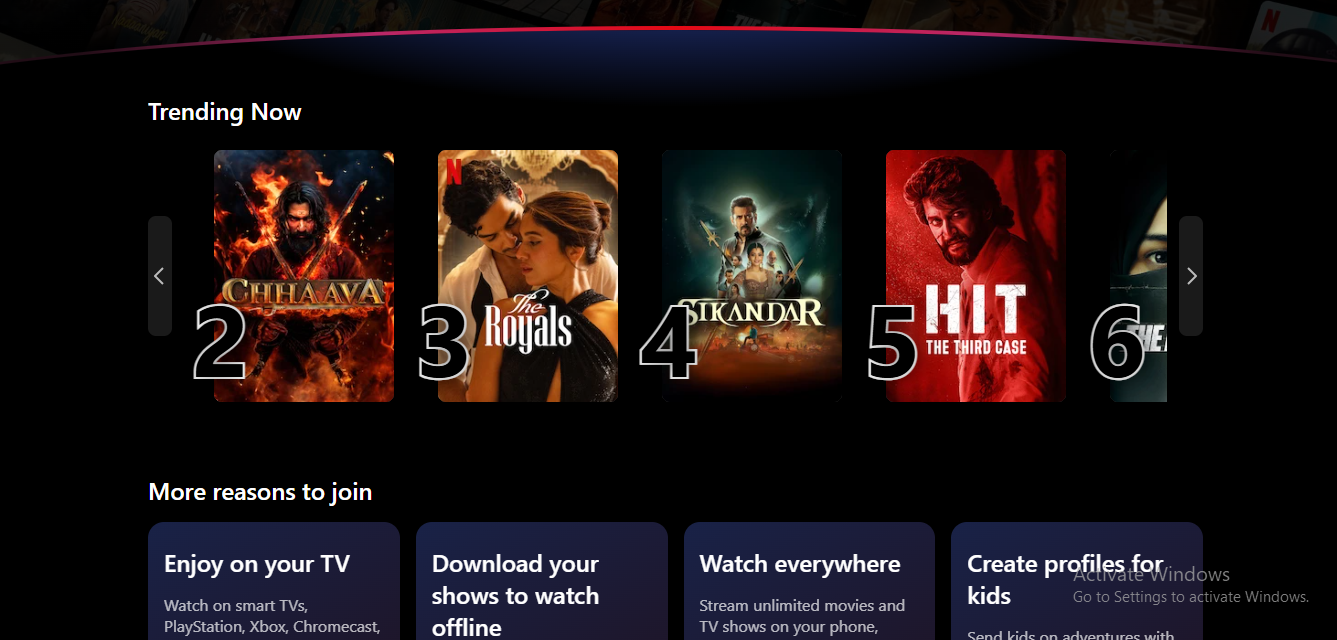 Trending Now
N
CHHAAVA
2
The
Royals
3
SIKANDAR
4
HIT
THE THIRD CASE
5
6
More reasons to join
Enjoy on your TV
Watch on smart TVs,
PlayStation, Xbox, Chromecast,
Download your
shows to watch
offline
Watch everywhere
Stream unlimited movies and
TV shows on your phone,
Create profiles for
kids
Send kids on adventures with
Activate Windows
Go to Settings to activate Windows.